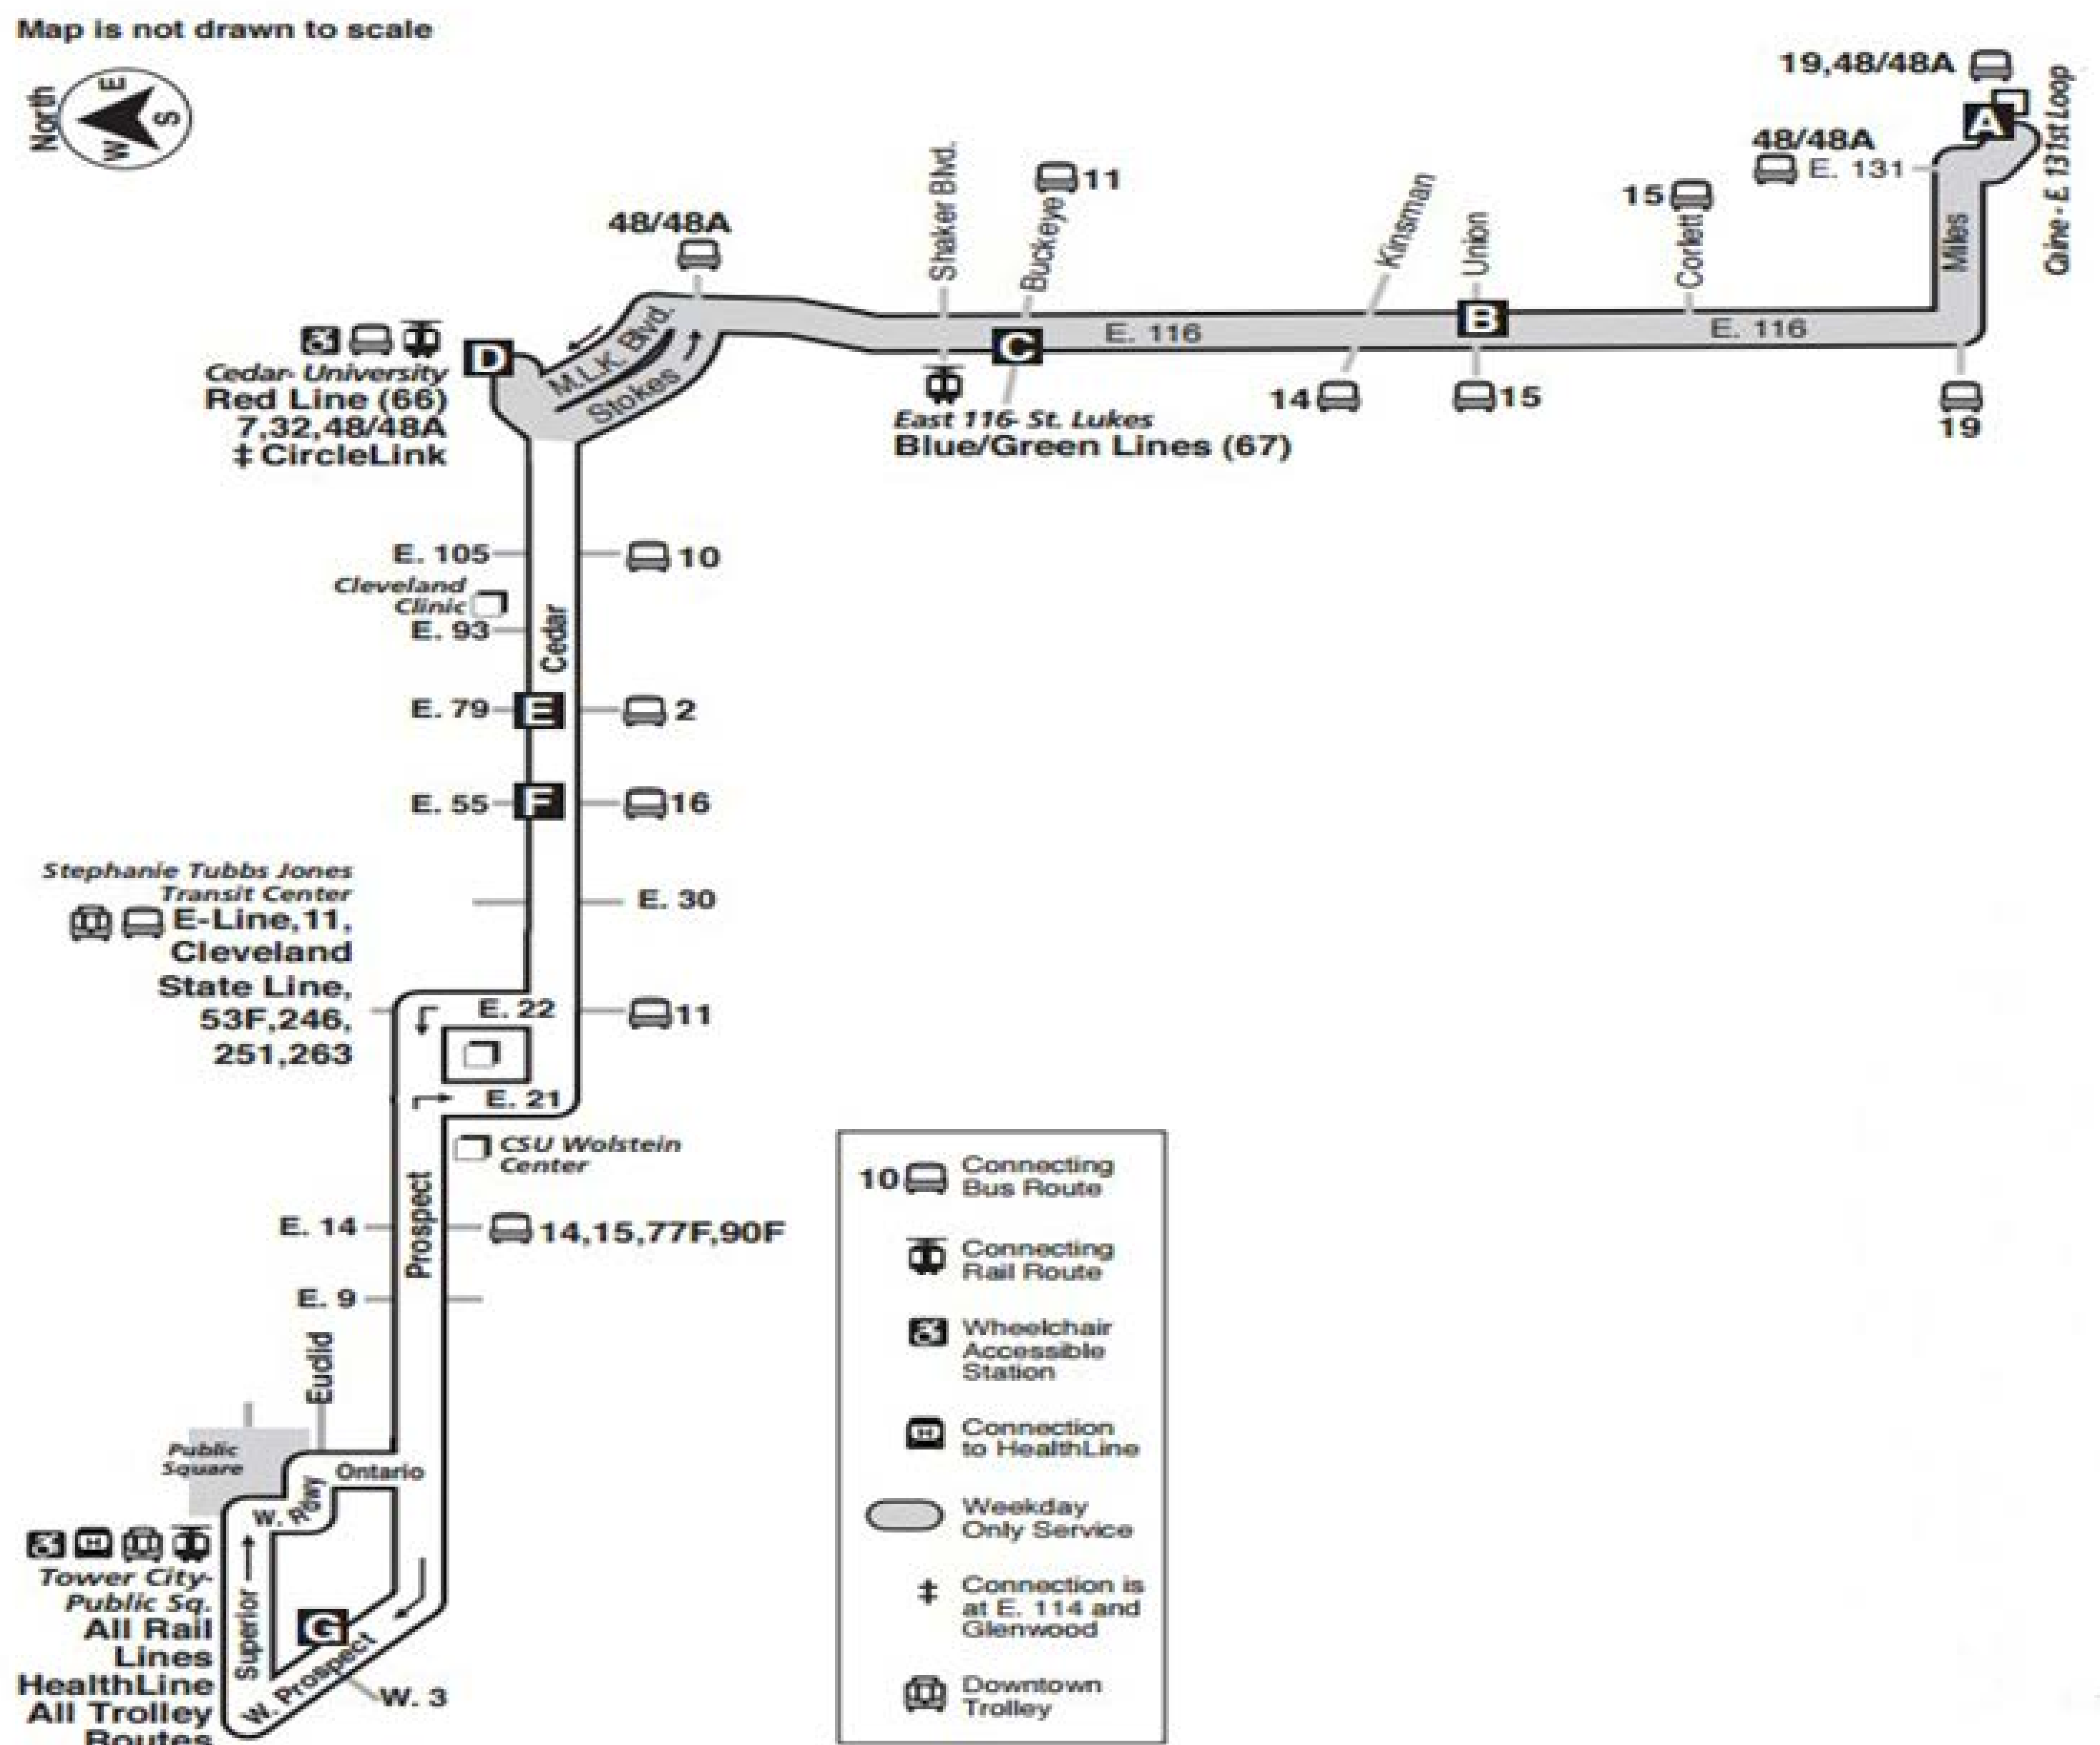 Map is not drawn to scale
North
E
S
W
19,48/48A
A
48/48A
E. 131
Miles
15
Corlett
Union
Kinsman
11
Buckeye
Shaker Blvd.
48/48A
M.L.K. Blvd.
Stokes
E. 116
B
E. 116
C
D
Cedar- University
Red Line (66)
7,32,48/48A
‡ CircleLink
East 116- St. Lukes
Blue/Green Lines (67)
14
15
19
E. 105
10
Cleveland
Clinic
E. 93
Cedar
E. 79
E
2
E. 55
F
16
Stephanie Tubbs Jones
Transit Center
E-Line,11,
Cleveland
State Line,
53F,246,
251,263
E. 30
E. 22
11
E. 21
CSU Wolstein
Center
Prospect
E. 14
14,15,77F,90F
E. 9
Euclid
Public
Square
Ontario
W. Rdwy
Superior
G
W. Prospect
W. 3
Tower City-
Public Sq.
All Rail
Lines
HealthLine
All Trolley
Routes
10
Connecting
Bus Route
Connecting
Rail Route
Wheelchair
Accessible
Station
H
Connection
to HealthLine
Weekday
Only Service
‡
Connection is
at E. 114 and
Glenwood
Downtown
Trolley